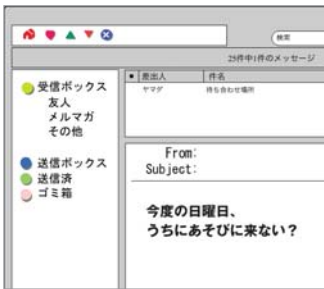 検索
25件中1件のメッセージ
差出人 件名
ヤマダ 待ち合わせ場所
受信ボックス
友人
メルマガ
その他
送信ボックス
送信済
ゴミ箱
From:
Subject:
今度の日曜日、
うちにあそびに来ない？